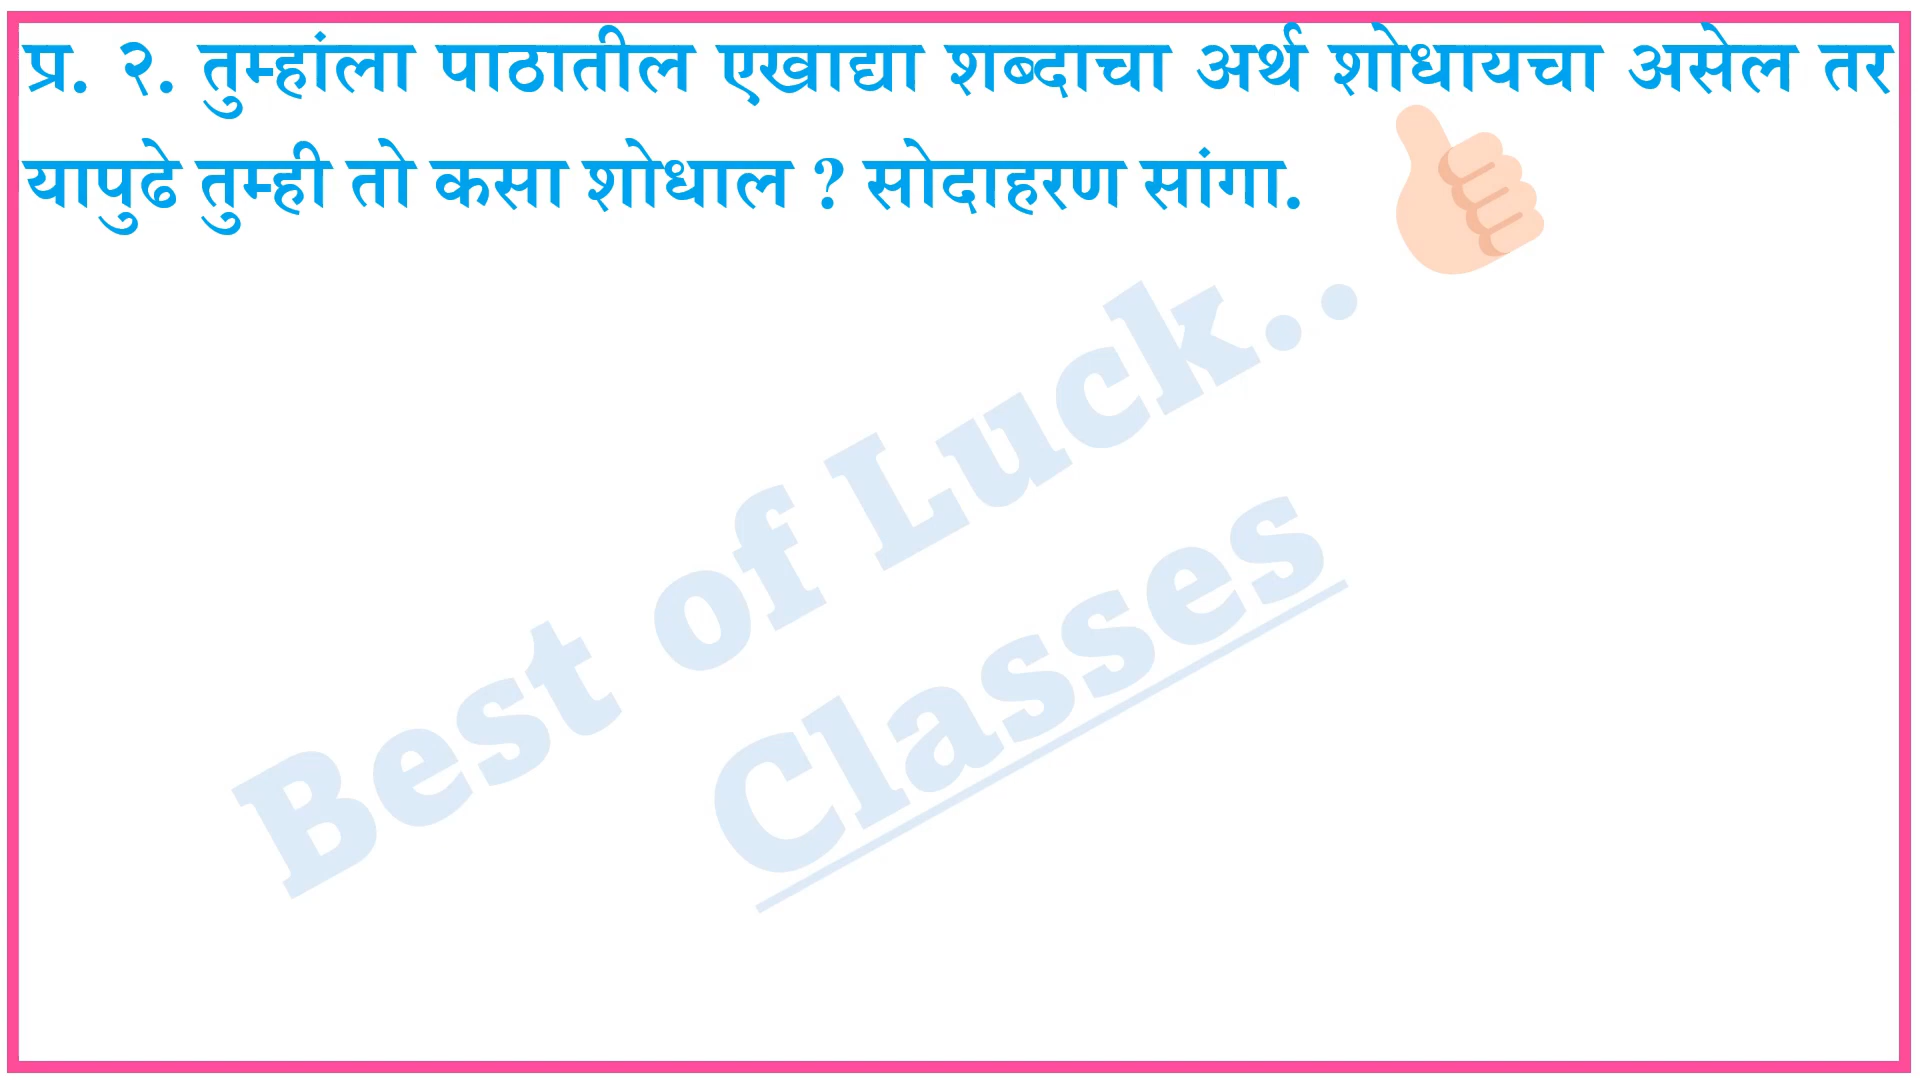 प्र. २. तुम्हांला पाठातील एखाद्या शब्दाचा अर्थ शोधायचा असेल तर
यापुढे तुम्ही तो कसा शोधाल ? सोदाहरण सांगा.
Best of Luck..
Classes